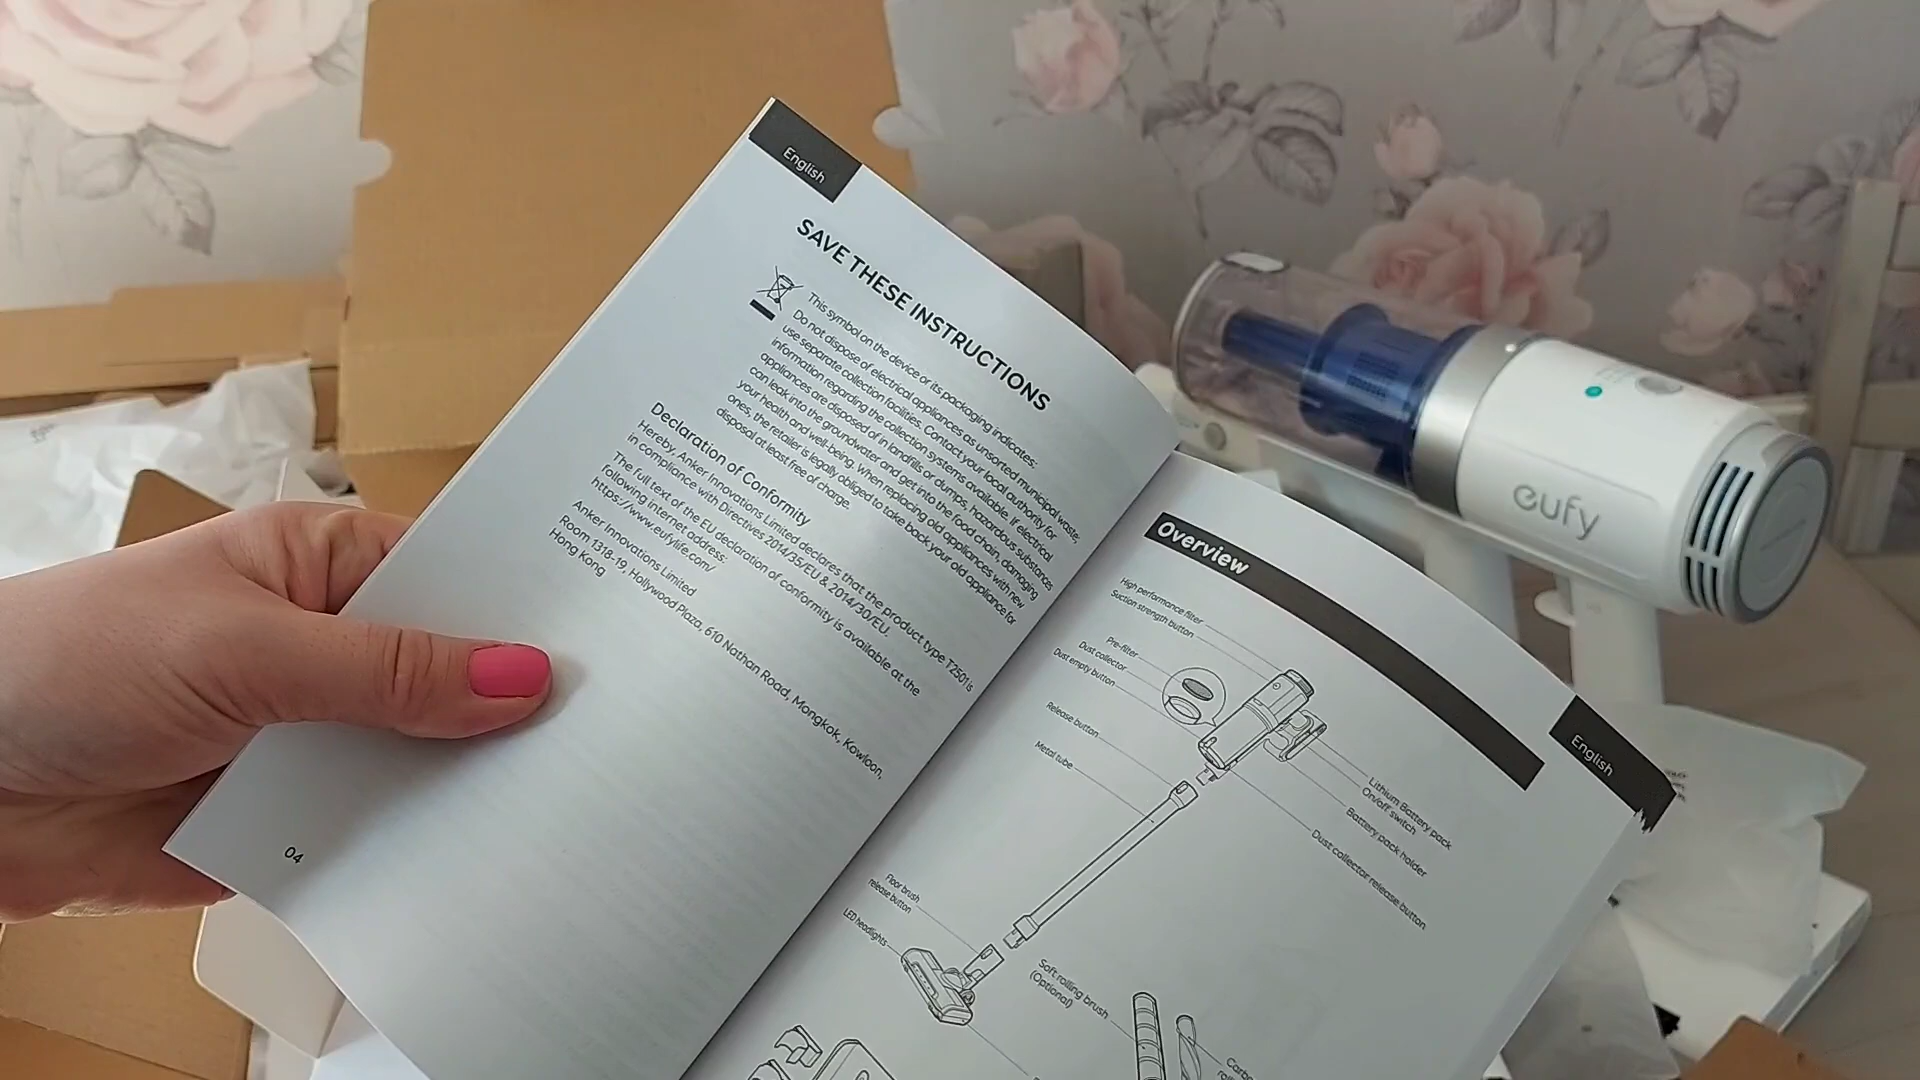 English
SAVE THESE INSTRUCTIONS
This symbol on the device or its packaging indicates:
Do not dispose of electrical appliances as unsorted municipal waste;
use separate collection facilities. Contact your local authority for
information regarding the collection systems available. If electrical
appliances are disposed of in landfills or dumps, hazardous substances
can leak into the groundwater and get into the food chain, damaging
your health and well-being. When replacing old appliances with new
ones, the retailer is legally obliged to take back your old appliance for
disposal at least free of charge.
Declaration of Conformity
Hereby, Anker Innovations Limited declares that the product type T2501 is
in compliance with Directives 2014/35/EU & 2014/30/EU.
The full text of the EU declaration of conformity is available at the
following internet address:
https://www.eufylife.com/
Anker Innovations Limited
Room 1318-19, Hollywood Plaza, 610 Nathan Road, Mongkok, Kowloon,
Hong Kong
04
Overview
English
High performance filter
Suction strength button
Pre-filter
Dust collector
Dust empty button
Release button
Metal tube
Lithium Battery pack
On/off switch
Battery pack holder
Dust collector release button
Floor brush
release button
LED headlights
Soft rolling brush
(Optional)
eufy